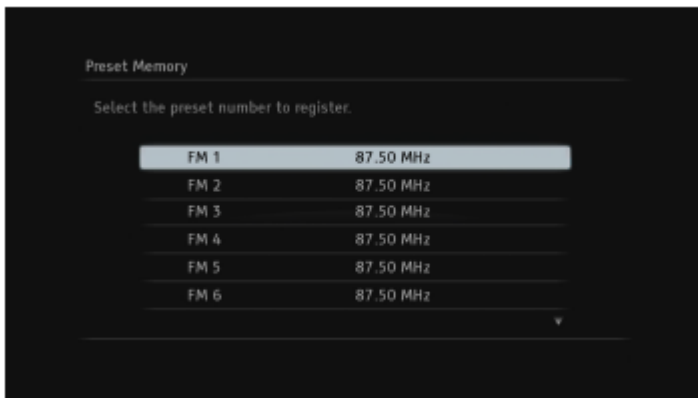 Preset Memory
Select the preset number to register.
FM 1 87.50 MHz
FM 2 87.50 MHz
FM 3 87.50 MHz
FM 4 87.50 MHz
FM 5 87.50 MHz
FM 6 87.50 MHz